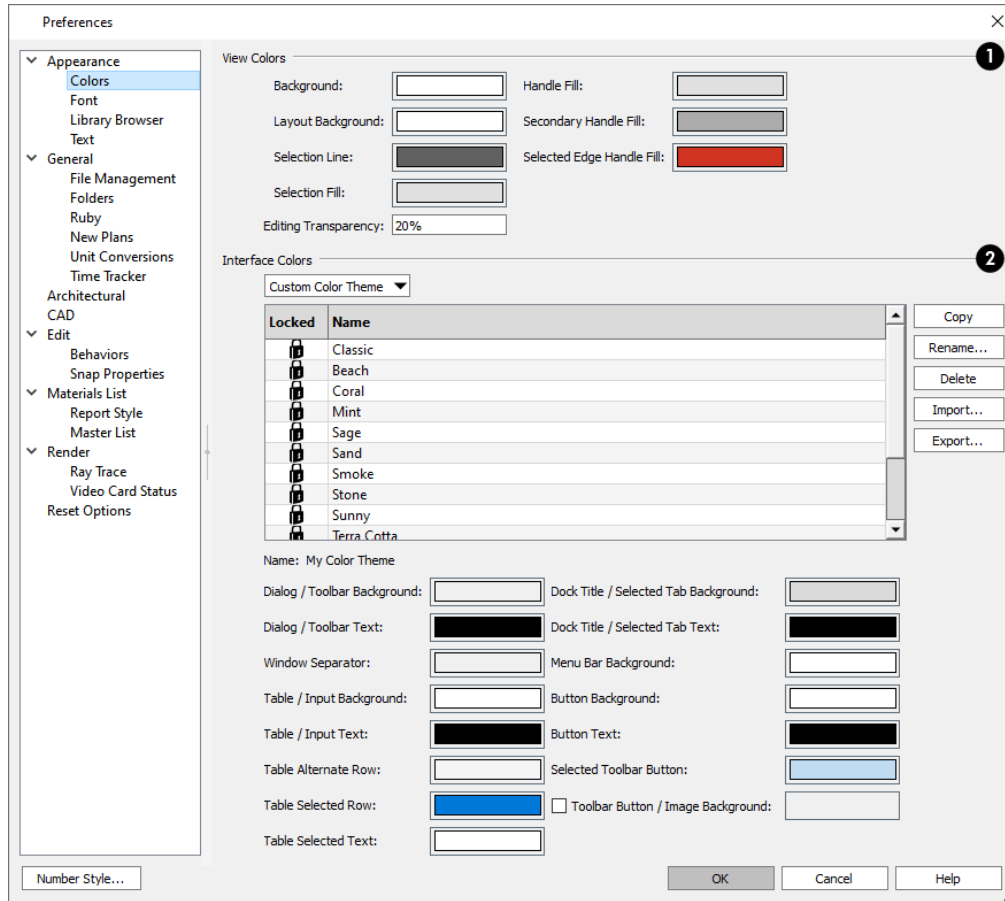 Preferences
Appearance
Colors
Font
Library Browser
Text
General
File Management
Folders
Ruby
New Plans
Unit Conversions
Time Tracker
Architectural
CAD
Edit
Behaviors
Snap Properties
Materials List
Report Style
Master List
Render
Ray Trace
Video Card Status
Reset Options
View Colors 1
Background: Handle Fill:
Layout Background: Secondary Handle Fill:
Selection Line: Selected Edge Handle Fill:
Selection Fill:
Editing Transparency: 20%
Interface Colors 2
Custom Color Theme
Locked Name
Classic
Beach
Coral
Mint
Sage
Sand
Smoke
Stone
Sunny
Terra Cotta
Copy
Rename...
Delete
Import...
Export...
Name: My Color Theme
Dialog / Toolbar Background: Dock Title / Selected Tab Background:
Dialog / Toolbar Text: Dock Title / Selected Tab Text:
Window Separator: Menu Bar Background:
Table / Input Background: Button Background:
Table / Input Text: Button Text:
Table Alternate Row: Selected Toolbar Button:
Table Selected Row: Toolbar Button / Image Background:
Table Selected Text:
Number Style... OK Cancel Help